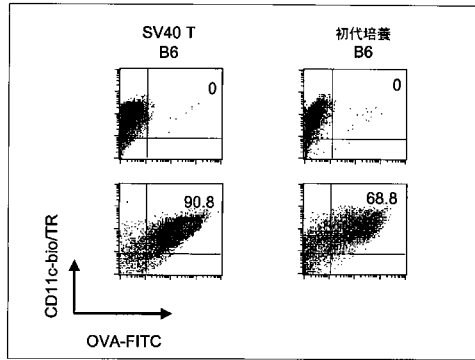 SV40 T
B6
初代培養
B6
0
0
90.8
68.8
CD11c-bio/TR
OVA-FITC